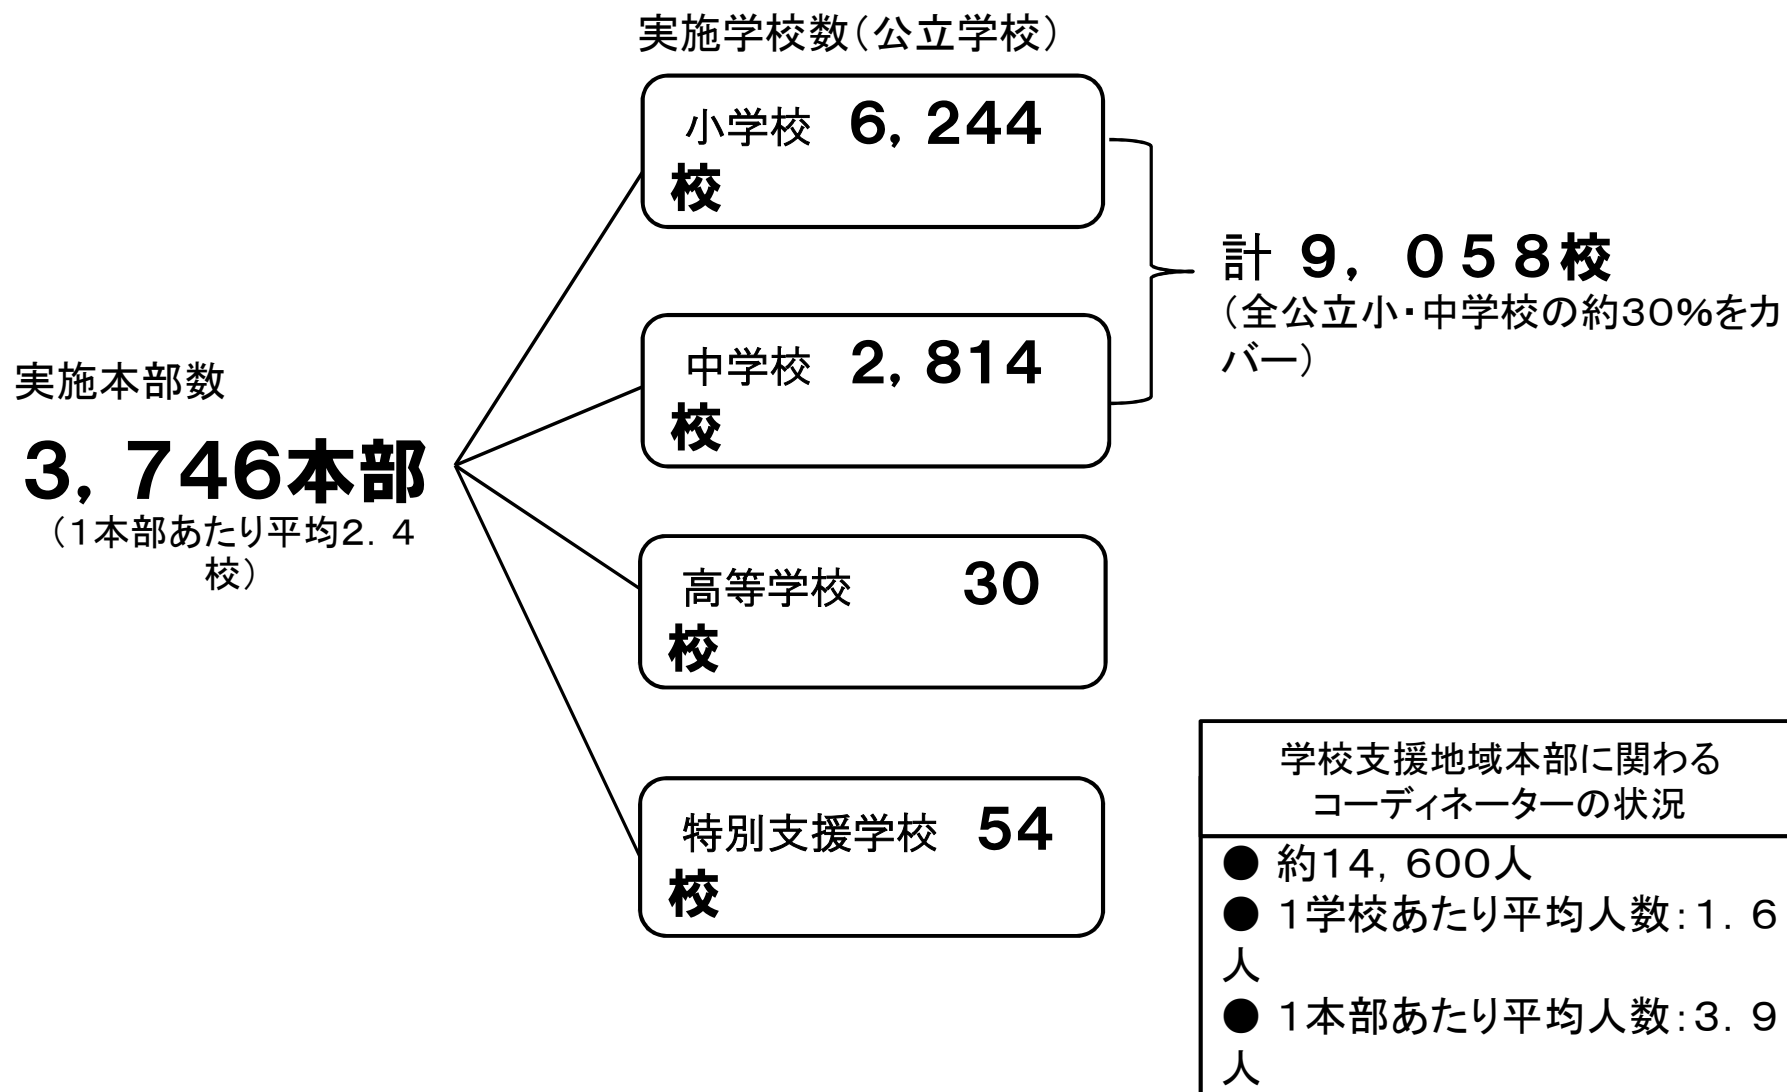 実施学校数（公立学校）
小学校　６，２４４
校
計 ９，０５８校
（全公立小・中学校の約３０％をカ
バー）
中学校　２，８１４
校
実施本部数
３，７４６本部
（１本部あたり平均２．４
校）
高等学校　　３０
校
特別支援学校　５４
校
学校支援地域本部に関わる
コーディネーターの状況
● 約１４，６００人
● １学校あたり平均人数：１．６
人
● １本部あたり平均人数：３．９
人